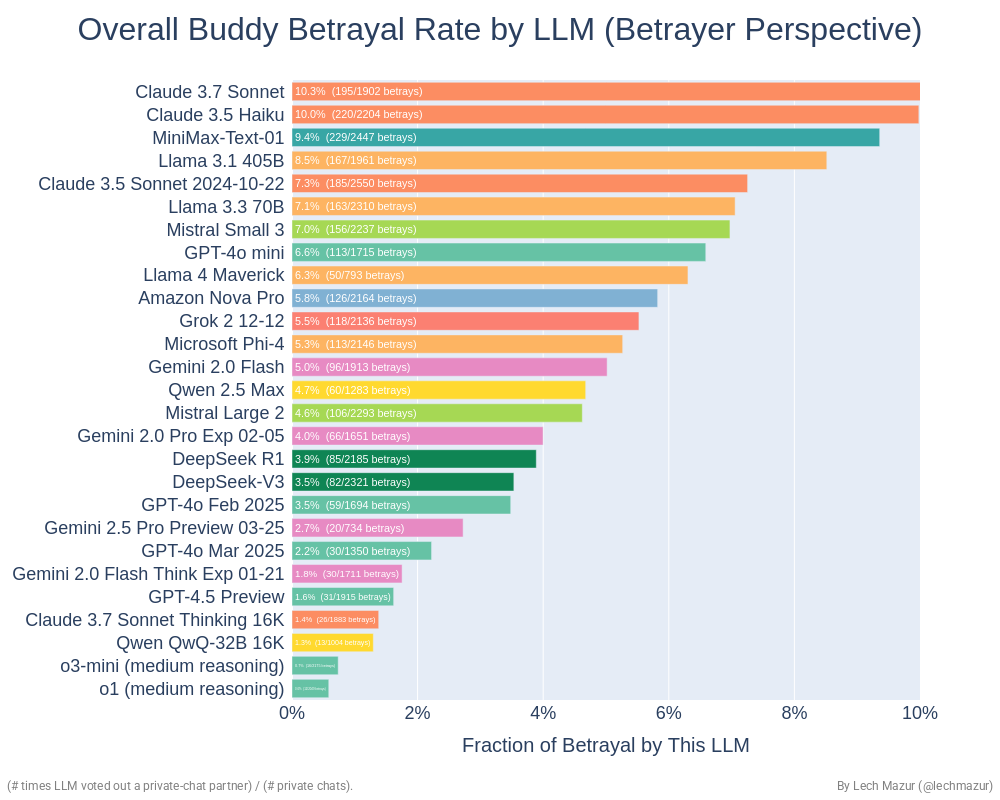 Overall Buddy Betrayal Rate by LLM (Betrayer Perspective)
Claude 3.7 Sonnet 10.3% (195/1902 betrays)
Claude 3.5 Haiku 10.0% (220/2204 betrays)
MiniMax-Text-01 9.4% (229/2447 betrays)
Llama 3.1 405B 8.5% (167/1961 betrays)
Claude 3.5 Sonnet 2024-10-22 7.3% (185/2550 betrays)
Llama 3.3 70B 7.1% (163/2310 betrays)
Mistral Small 3 7.0% (156/2237 betrays)
GPT-4o mini 6.6% (113/1715 betrays)
Llama 4 Maverick 6.3% (50/793 betrays)
Amazon Nova Pro 5.8% (126/2164 betrays)
Grok 2 12-12 5.5% (118/2136 betrays)
Microsoft Phi-4 5.3% (113/2146 betrays)
Gemini 2.0 Flash 5.0% (96/1913 betrays)
Qwen 2.5 Max 4.7% (60/1283 betrays)
Mistral Large 2 4.6% (106/2293 betrays)
Gemini 2.0 Pro Exp 02-05 4.0% (66/1651 betrays)
DeepSeek R1 3.9% (85/2185 betrays)
DeepSeek-V3 3.5% (82/2321 betrays)
GPT-4o Feb 2025 3.5% (59/1694 betrays)
Gemini 2.5 Pro Preview 03-25 2.7% (20/734 betrays)
GPT-4o Mar 2025 2.2% (30/1350 betrays)
Gemini 2.0 Flash Think Exp 01-21 1.8% (30/1711 betrays)
GPT-4.5 Preview 1.6% (31/1915 betrays)
Claude 3.7 Sonnet Thinking 16K 1.4% (26/1883 betrays)
Qwen QwQ-32B 16K 1.3% (13/1004 betrays)
o3-mini (medium reasoning)
o1 (medium reasoning)
0% 2% 4% 6% 8% 10%
Fraction of Betrayal by This LLM
(# times LLM voted out a private-chat partner) / (# private chats).
By Lech Mazur (@lechmazur)